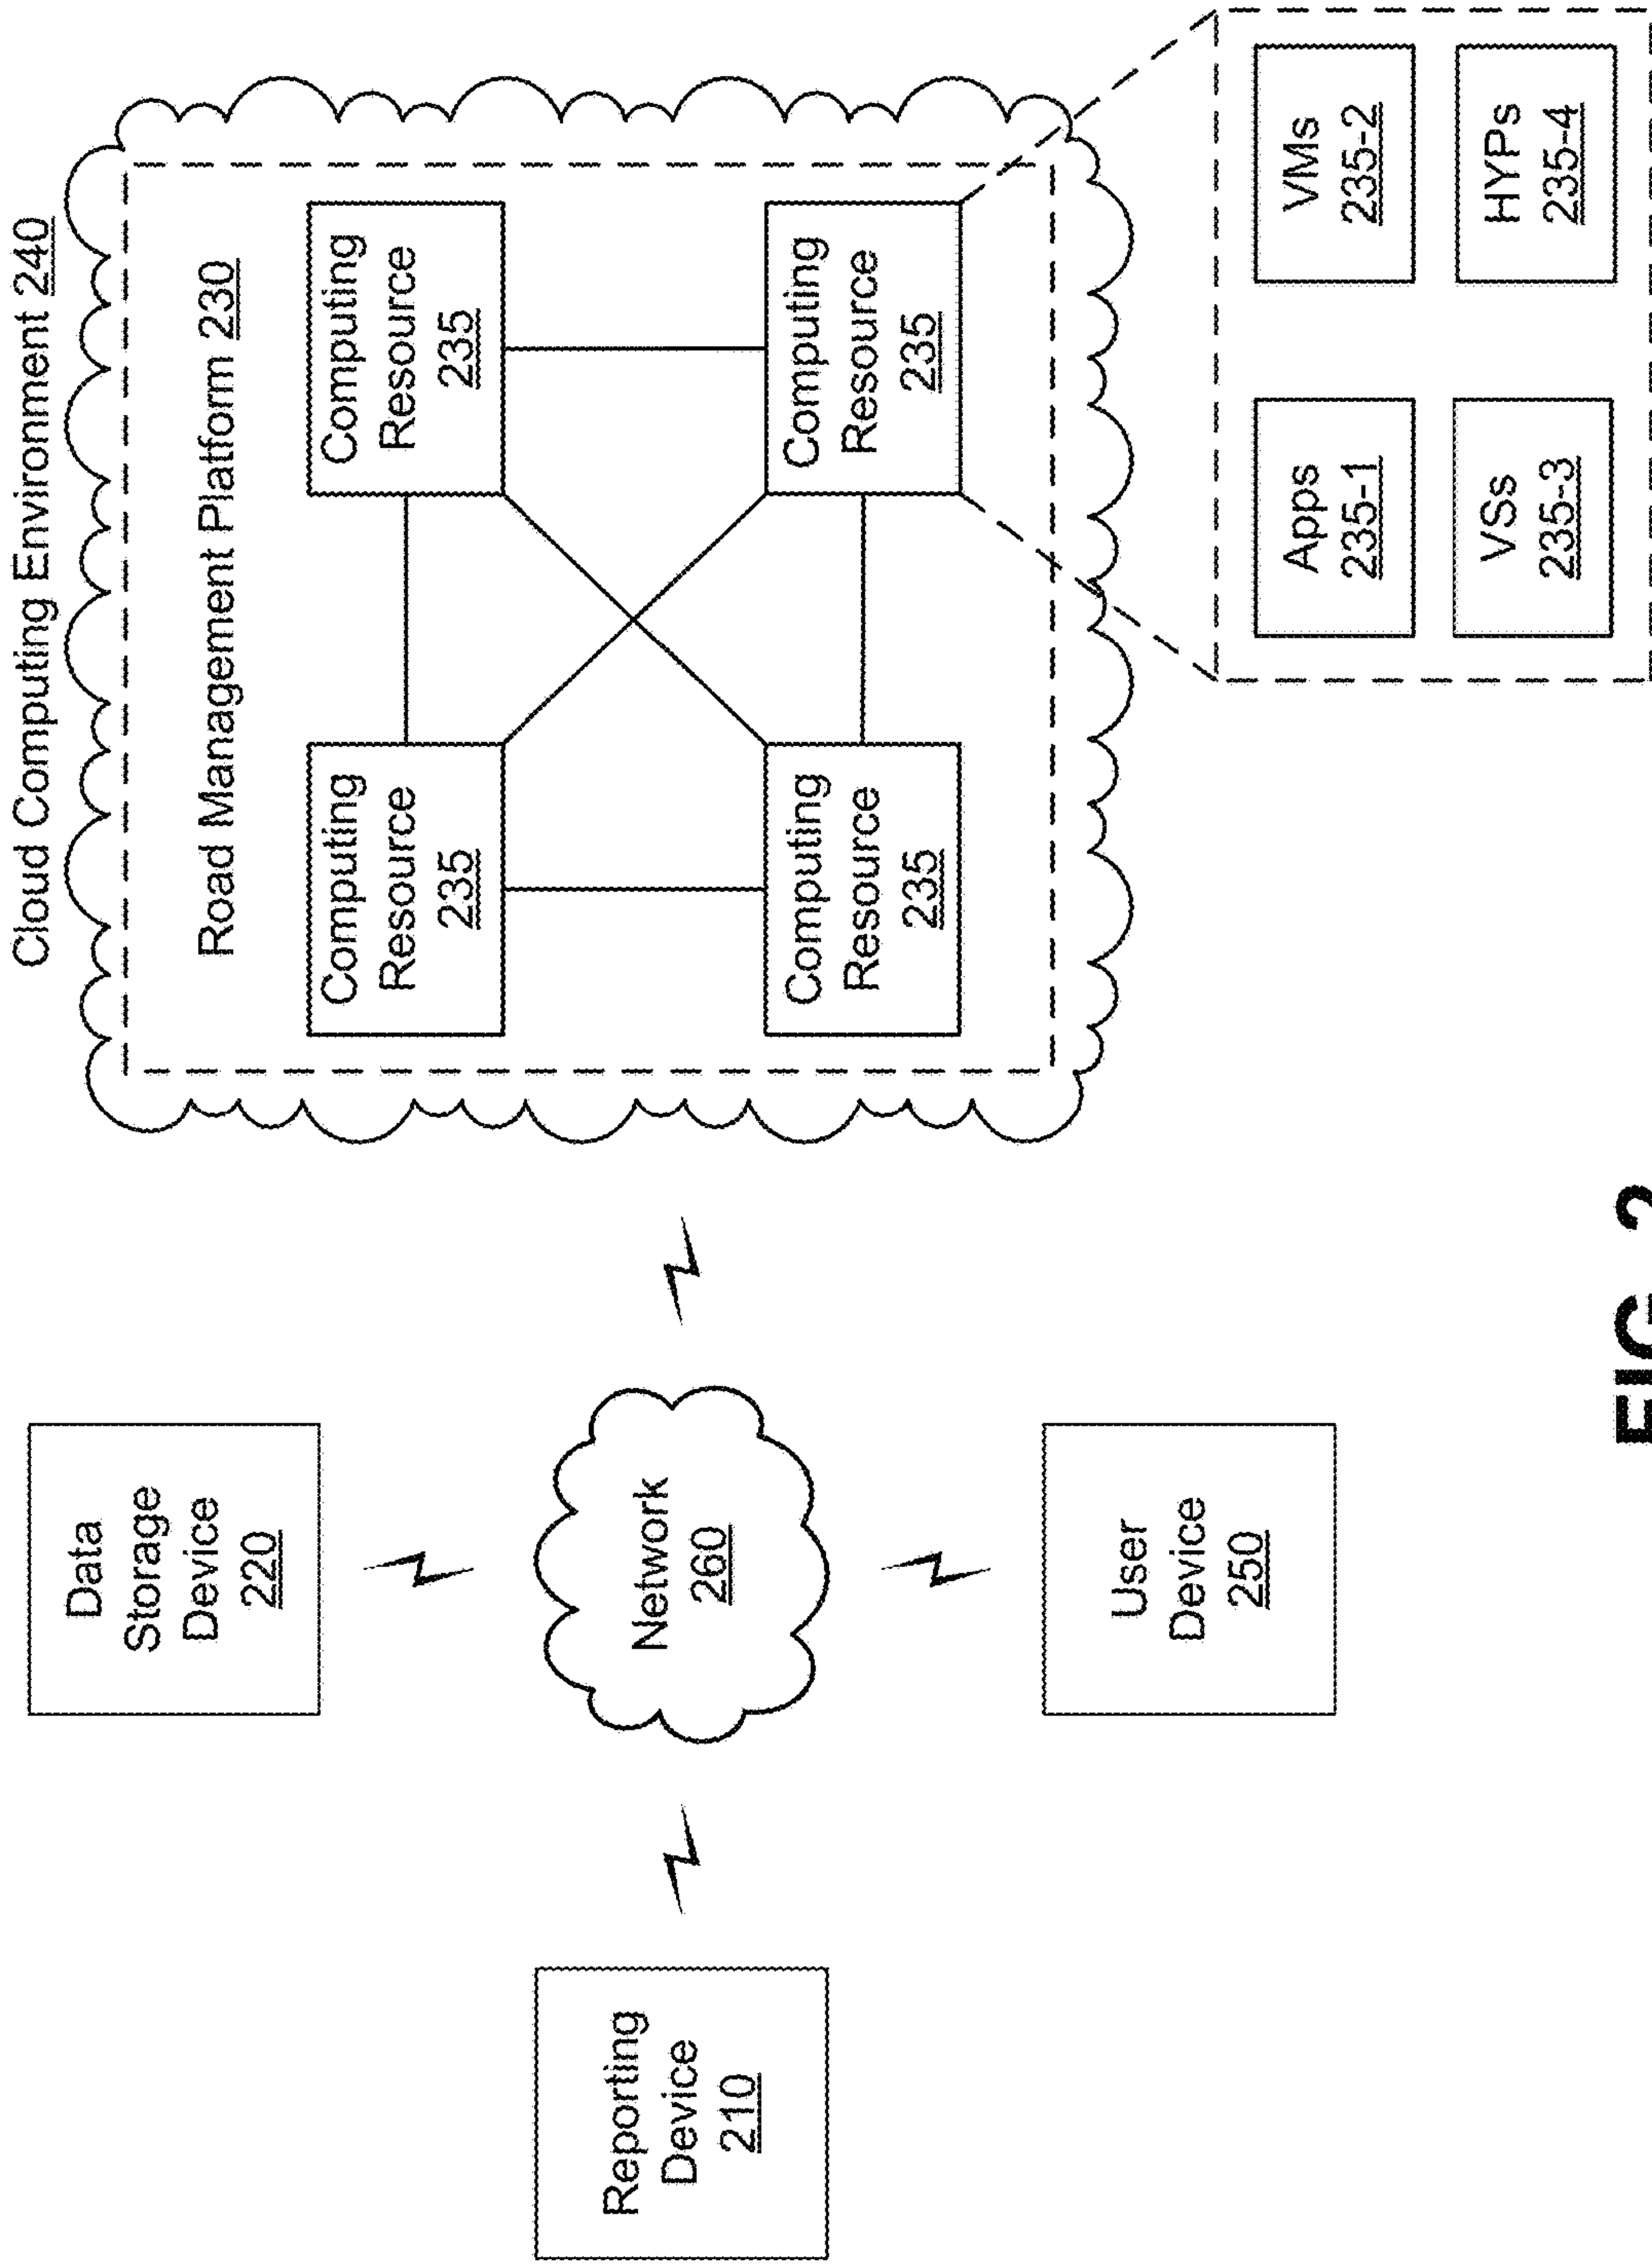 Cloud Computing Environment 240
Road Management Platform 230
Computing
Resource
235
Computing
Resource
235
Computing
Resource
235
Computing
Resource
235
Data
Storage
Device
220
Reporting
Device
210
Network
260
User
Device
250
Apps
235-1
VMs
235-2
VSs
235-3
HYPs
235-4
FIG. 2